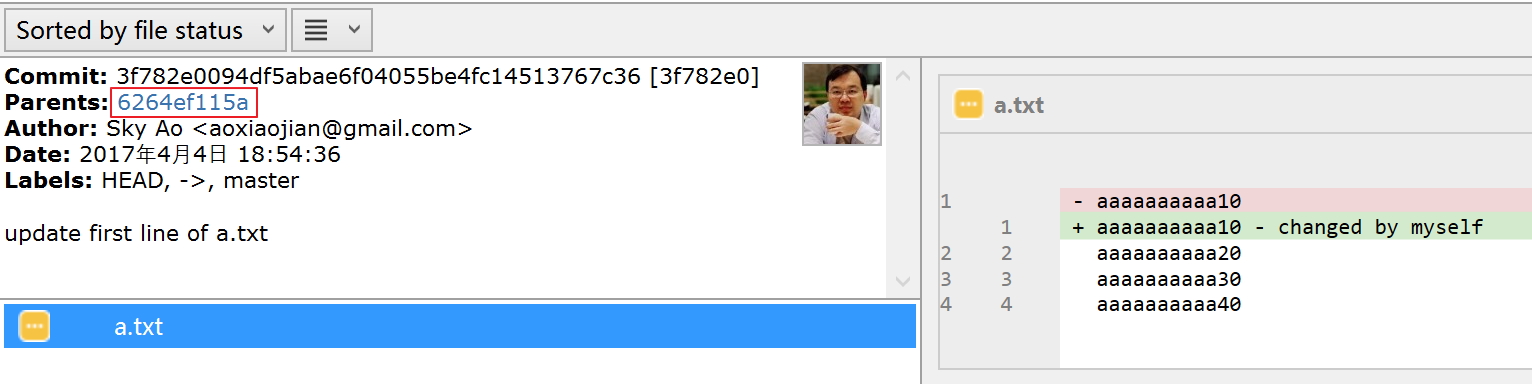 Sorted by file status
Commit: 3f782e0094df5abae6f04055be4fc14513767c36 [3f782e0]
Parents: 6264ef115a
Author: Sky Ao <aoxiaojian@gmail.com>
Date: 2017年4月4日 18:54:36
Labels: HEAD, ->, master
update first line of a.txt
a.txt
a.txt
1 - aaaaaaaaaa10
1 + aaaaaaaaaa10 - changed by myself
2 2 aaaaaaaaaa20
3 3 aaaaaaaaaa30
4 4 aaaaaaaaaa40